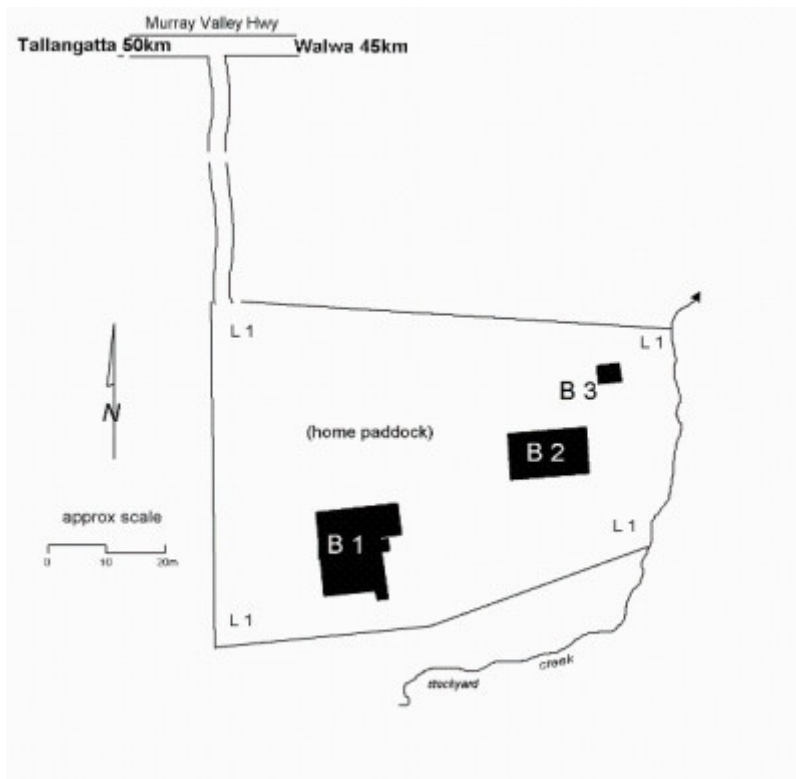 Murray Valley Hwy
Tallangatta 50km Walwa 45km
L 1
L 1
B 3
(home paddock)
N
B 2
approx scale
L 1
B 1
0 10 20m
L 1
creek
stockyard